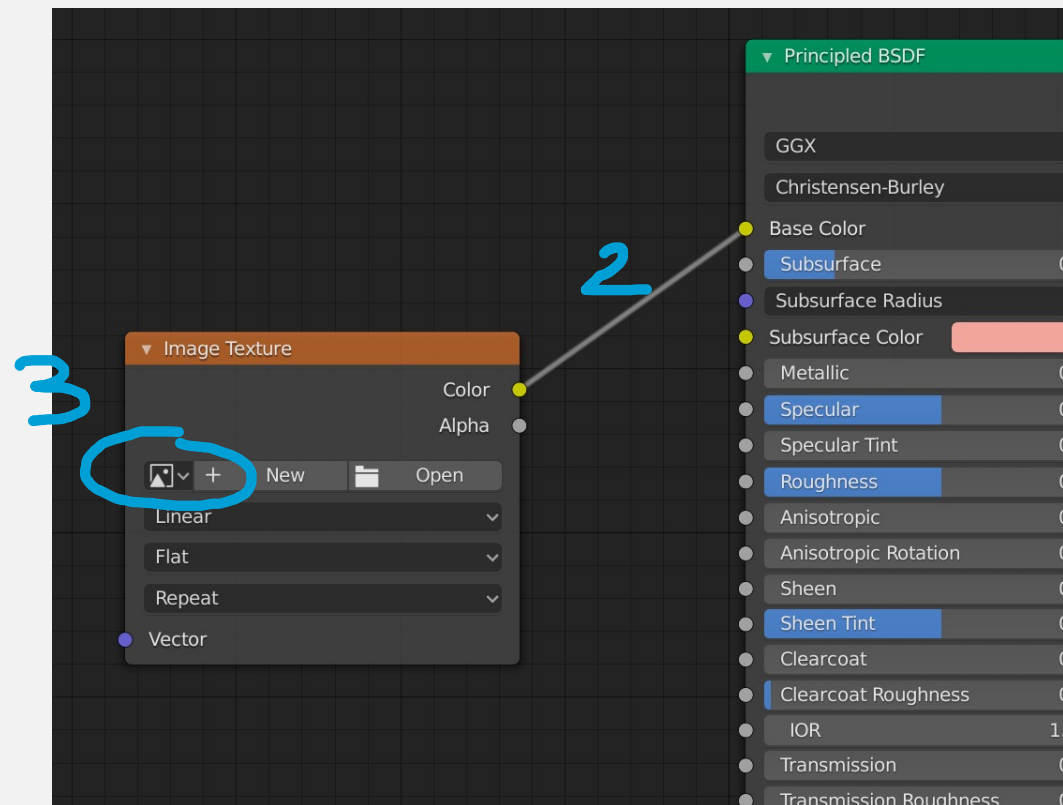 Principled BSDF
GGX
Christensen-Burley
Base Color
Subsurface
Subsurface Radius
Subsurface Color
Metallic
Specular
Specular Tint
Roughness
Anisotropic
Anisotropic Rotation
Sheen
Sheen Tint
Clearcoat
Clearcoat Roughness
IOR 1.
Transmission
Transmission Roughness
2
3
Image Texture
Color
Alpha
+ New Open
Linear
Flat
Repeat
Vector